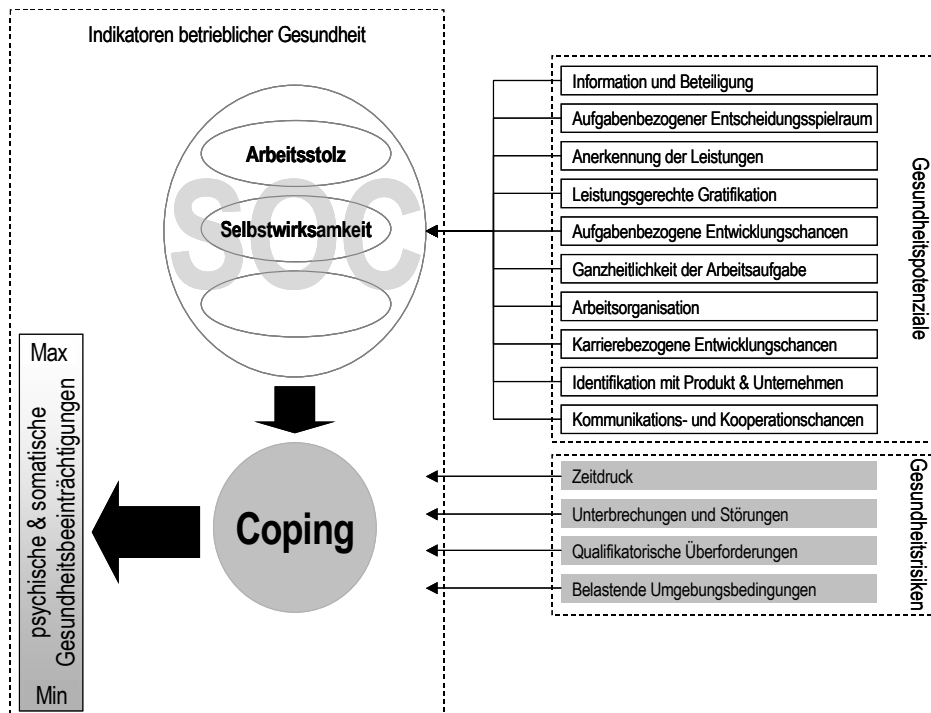 Indikatoren betrieblicher Gesundheit
SOC
Arbeitsstolz
Selbstwirksamkeit
Coping
Max
psychische & somatische
Gesundheitsbeeinträchtigungen
Min
Information und Beteiligung
Aufgabenbezogener Entscheidungsspielraum
Anerkennung der Leistungen
Leistungsgerechte Gratifikation
Aufgabenbezogene Entwicklungschancen
Ganzheitlichkeit der Arbeitsaufgabe
Arbeitsorganisation
Karrierebezogene Entwicklungschancen
Identifikation mit Produkt & Unternehmen
Kommunikations- und Kooperationschancen
Gesundheitspotenziale
Zeitdruck
Unterbrechungen und Störungen
Qualifikatorische Überforderungen
Belastende Umgebungsbedingungen
Gesundheitsrisiken